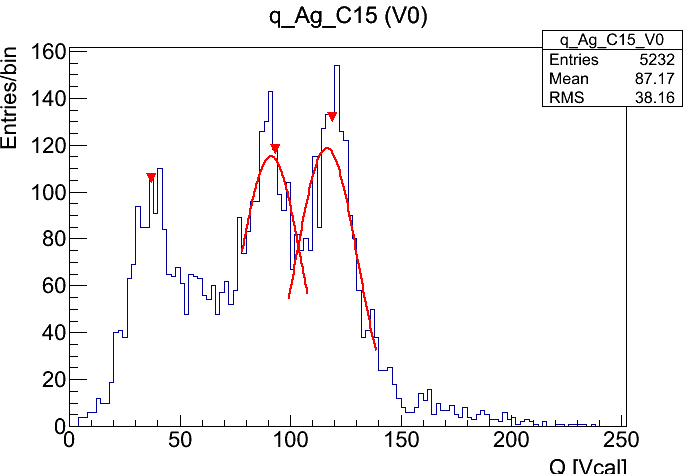 q_Ag_C15 (V0)
q_Ag_C15_V0
Entries 5232
Mean 87.17
RMS 38.16
Entries/bin
160
140
120
100
80
60
40
20
0
0 50 100 150 200 250
Q [Vcal]